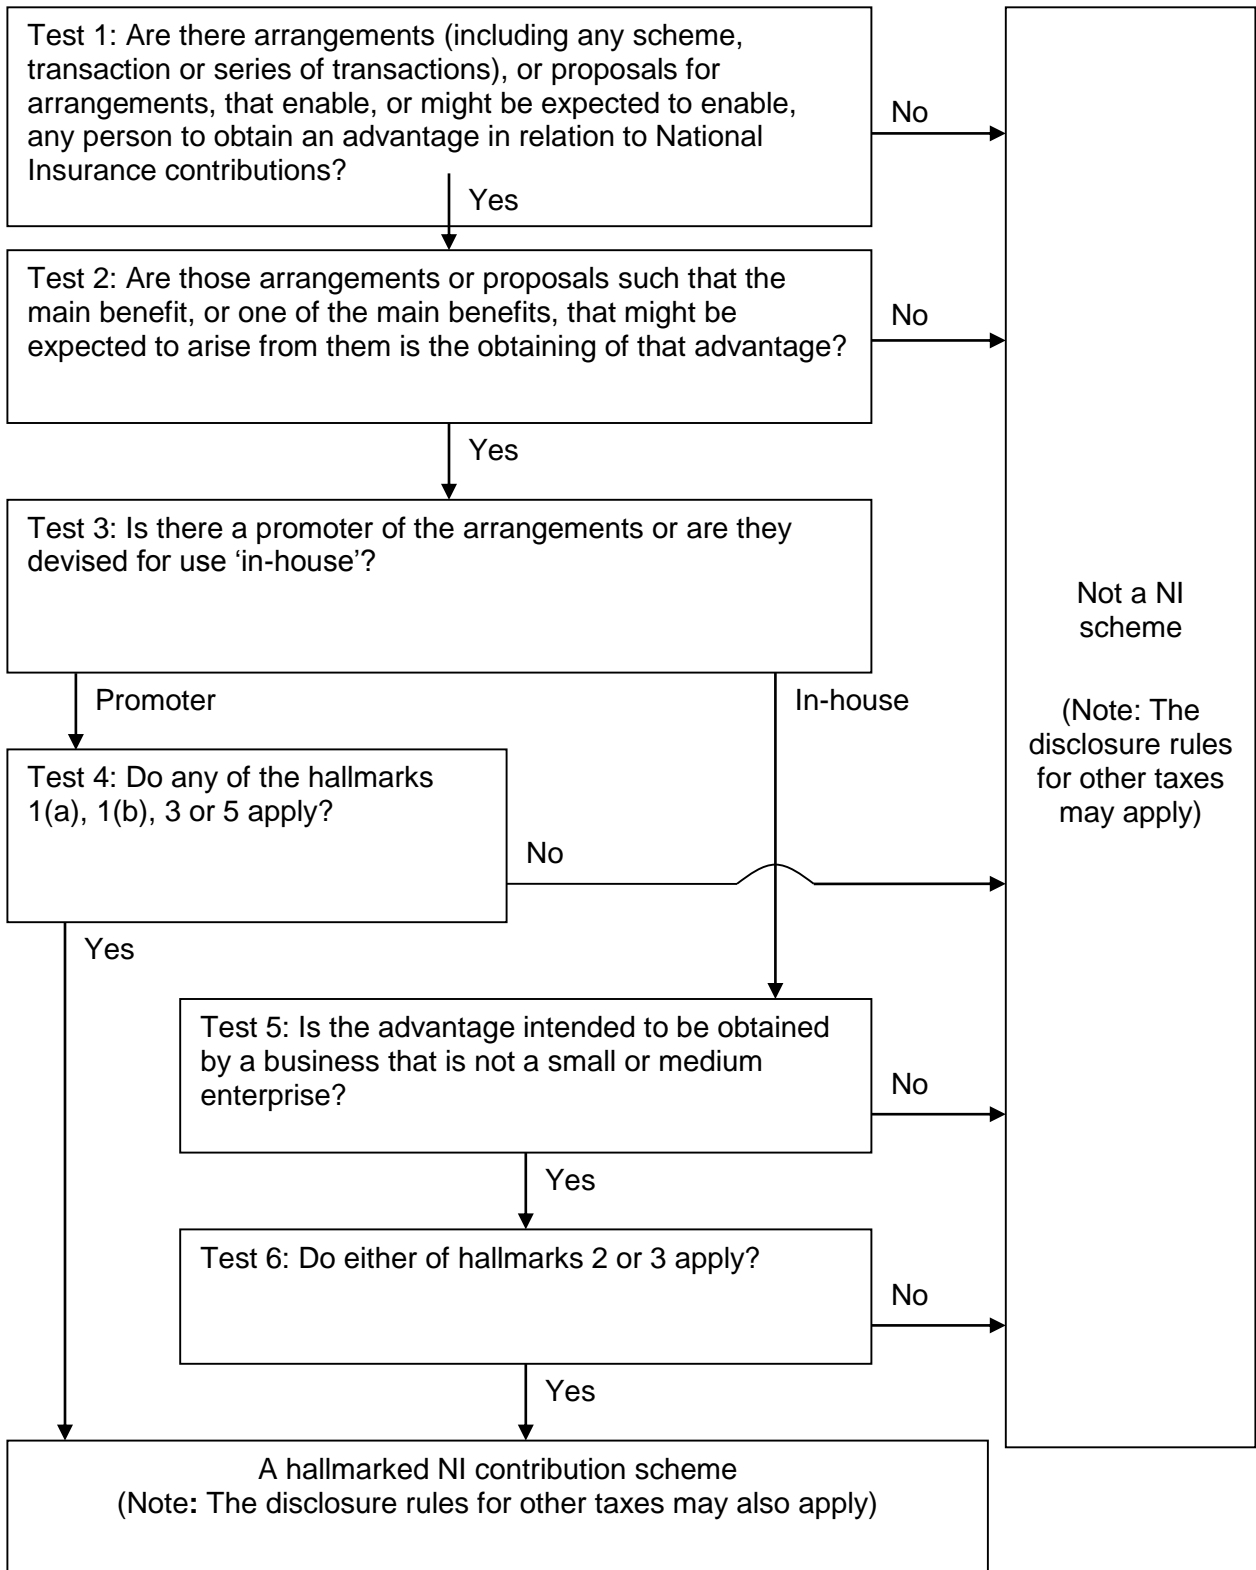 Test 1: Are there arrangements (including any scheme,
transaction or series of transactions), or proposals for
arrangements, that enable, or might be expected to enable,
any person to obtain an advantage in relation to National
Insurance contributions?
No
Yes
Test 2: Are those arrangements or proposals such that the
main benefit, or one of the main benefits, that might be
expected to arise from them is the obtaining of that advantage?
No
Yes
Test 3: Is there a promoter of the arrangements or are they
devised for use ‘in-house’?
Promoter
In-house
Test 4: Do any of the hallmarks
1(a), 1(b), 3 or 5 apply?
No
Yes
Test 5: Is the advantage intended to be obtained
by a business that is not a small or medium
enterprise?
No
Yes
Test 6: Do either of hallmarks 2 or 3 apply?
No
Yes
Not a NI
scheme
(Note: The
disclosure rules
for other taxes
may apply)
A hallmarked NI contribution scheme
(Note: The disclosure rules for other taxes may also apply)